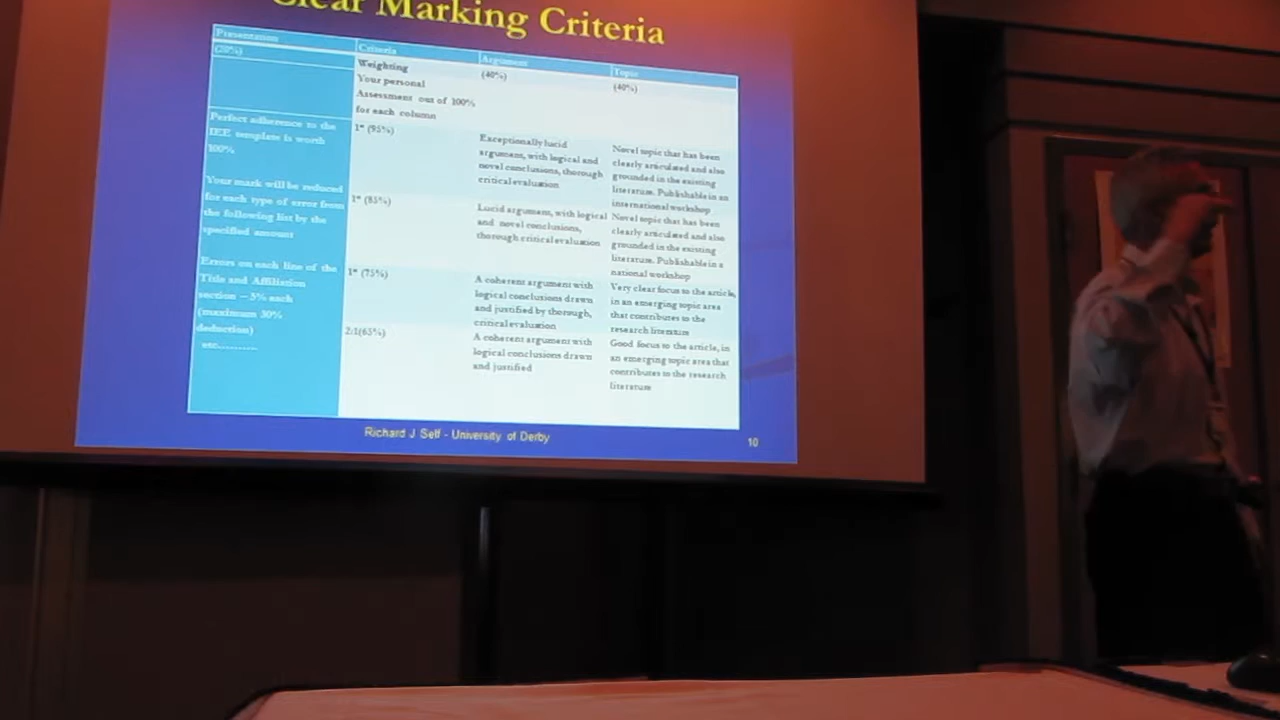 Clear Marking Criteria
Presentation
(20%)
Perfect adherence to the
IEE template is worth
100%
Your mark will be reduced
for each type of error from
the following list by the
specified amount
Errors on each line of the
Title and Affiliation
section – 5% each
(maximum 30%
deduction)
etc..........
Criteria
Weighting
Your personal
Assessment out of 100%
for each column
Argument
(40%)
Topic
(40%)
1st (95%)
Exceptionally lucid
argument, with logical and
novel conclusions, thorough
critical evaluation
Novel topic that has been
clearly articulated and also
grounded in the existing
literature. Publishable in an
international workshop
1st (85%)
Lucid argument, with logical
and novel conclusions,
thorough critical evaluation
Novel topic that has been
clearly articulated and also
grounded in the existing
literature. Publishable in a
national workshop
1st (75%)
A coherent argument with
logical conclusions drawn
and justified by thorough,
critical evaluation
Very clear focus to the article,
in an emerging topic area
that contributes to the
research literature
2:1(65%)
A coherent argument with
logical conclusions drawn
and justified
Good focus to the article, in
an emerging topic area that
contributes to the research
literature
Richard J Self - University of Derby
10